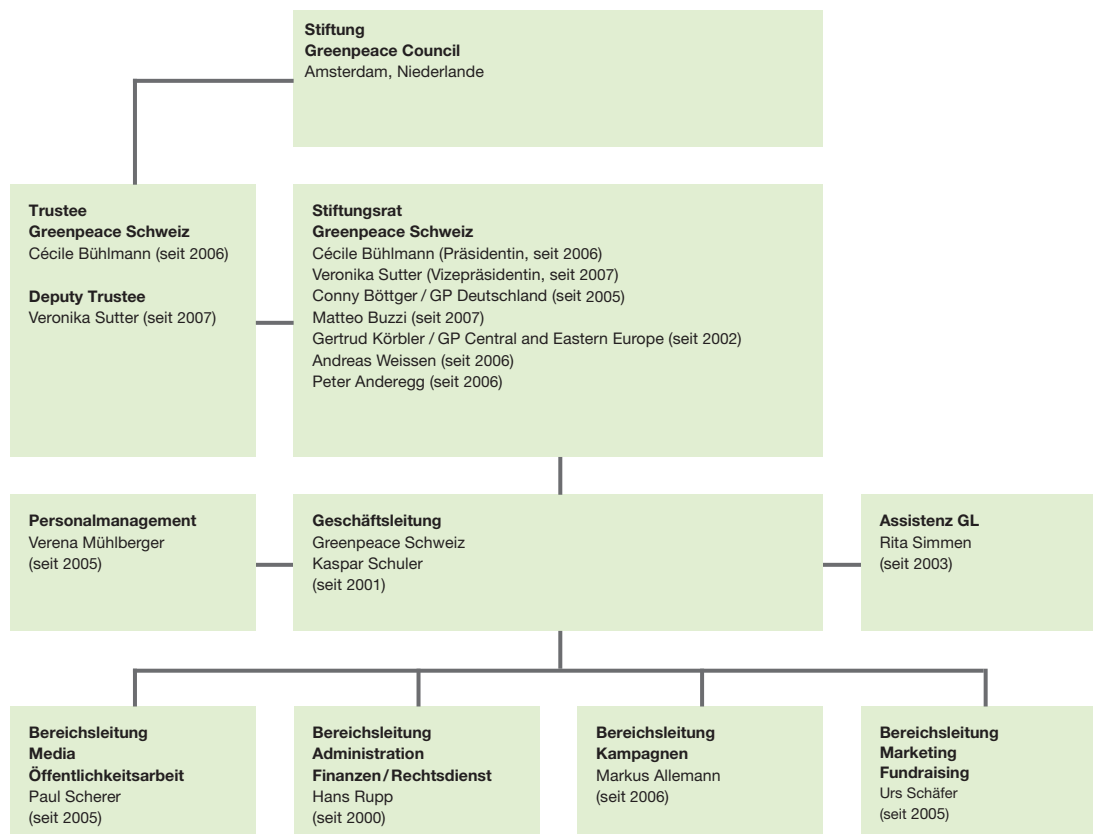 Stiftung
Greenpeace Council
Amsterdam, Niederlande
Trustee
Greenpeace Schweiz
Cécile Bühlmann (seit 2006)
Deputy Trustee
Veronika Sutter (seit 2007)
Stiftungsrat
Greenpeace Schweiz
Cécile Bühlmann (Präsidentin, seit 2006)
Veronika Sutter (Vizepräsidentin, seit 2007)
Conny Böttger / GP Deutschland (seit 2005)
Matteo Buzzi (seit 2007)
Gertrud Körbler / GP Central and Eastern Europe (seit 2002)
Andreas Weissen (seit 2006)
Peter Anderegg (seit 2006)
Personalmanagement
Verena Mühlberger
(seit 2005)
Geschäftsleitung
Greenpeace Schweiz
Kaspar Schuler
(seit 2001)
Assistenz GL
Rita Simmen
(seit 2003)
Bereichsleitung
Media
Öffentlichkeitsarbeit
Paul Scherer
(seit 2005)
Bereichsleitung
Administration
Finanzen / Rechtsdienst
Hans Rupp
(seit 2000)
Bereichsleitung
Kampagnen
Markus Allemann
(seit 2006)
Bereichsleitung
Marketing
Fundraising
Urs Schäfer
(seit 2005)